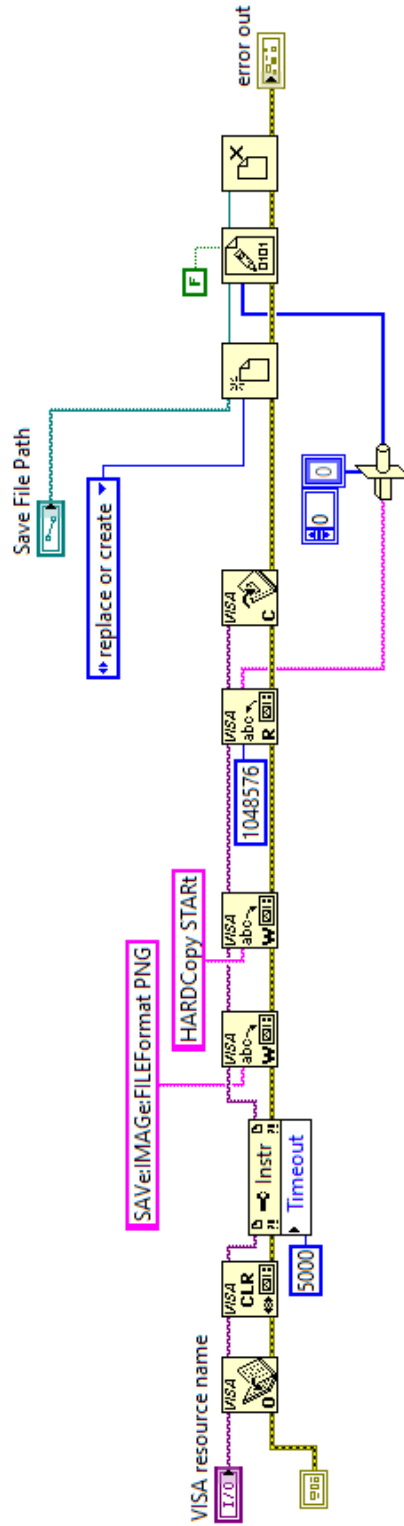 VISA resource name
I/O
VISA
O
VISA
CLR
Instr
Timeout
5000
SAVe:IMAGe:FILEFormat PNG
VISA
abc
W
HARDCopy STARt
VISA
abc
W
1048576
VISA
abc
R
VISA
C
Save File Path
replace or create
0
0
F
0101
error out